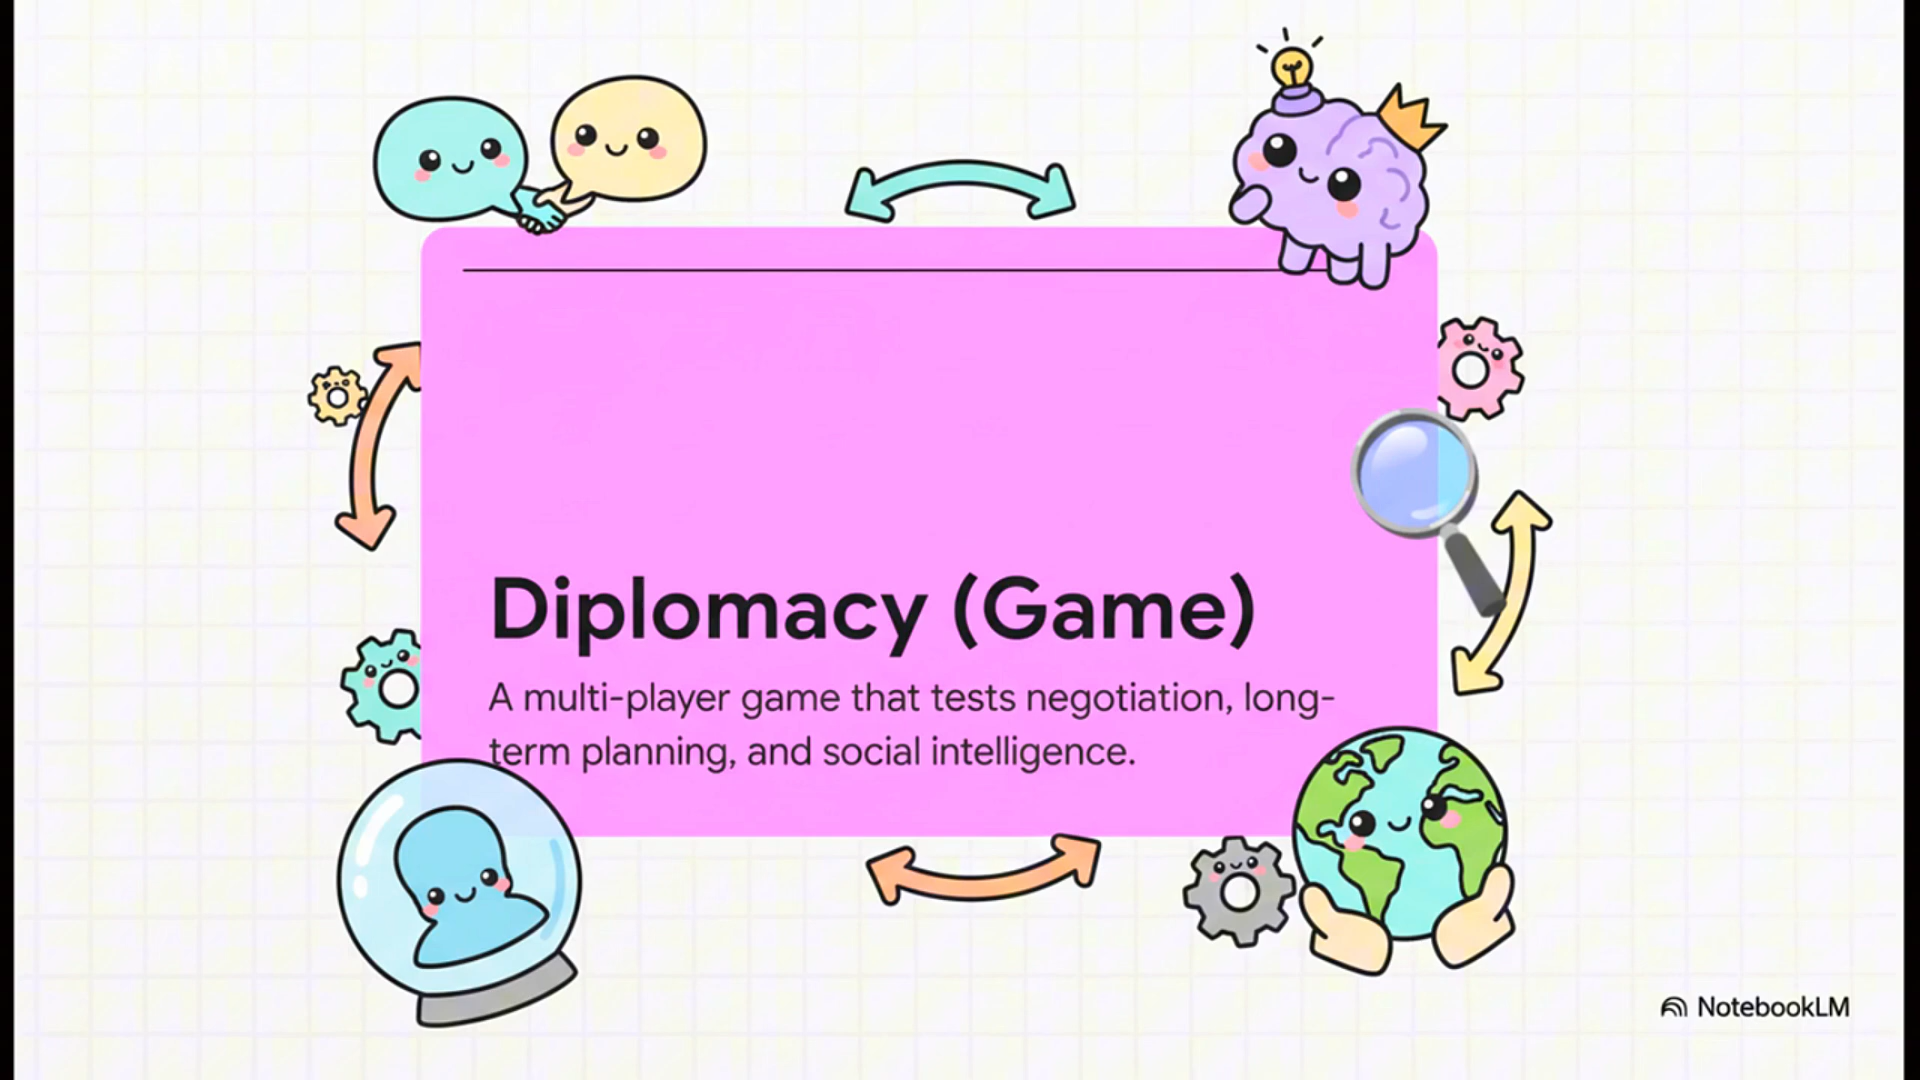 Diplomacy (Game)
A multi-player game that tests negotiation, long-
term planning, and social intelligence.
NotebookLM